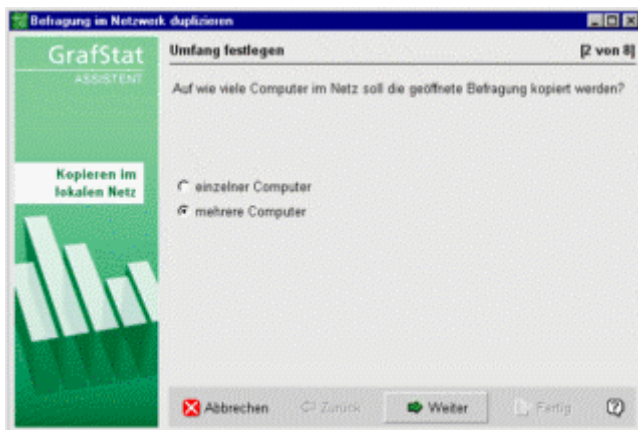 Befragung im Netzwerk duplizieren
GrafStat
ASSISTENT
Kopieren im
lokalen Netz
Umfang festlegen [2 von 8]
Auf wie viele Computer im Netz soll die geöffnete Befragung kopiert werden?
einzelner Computer
mehrere Computer
Abbrechen Zurück Weiter Fertig